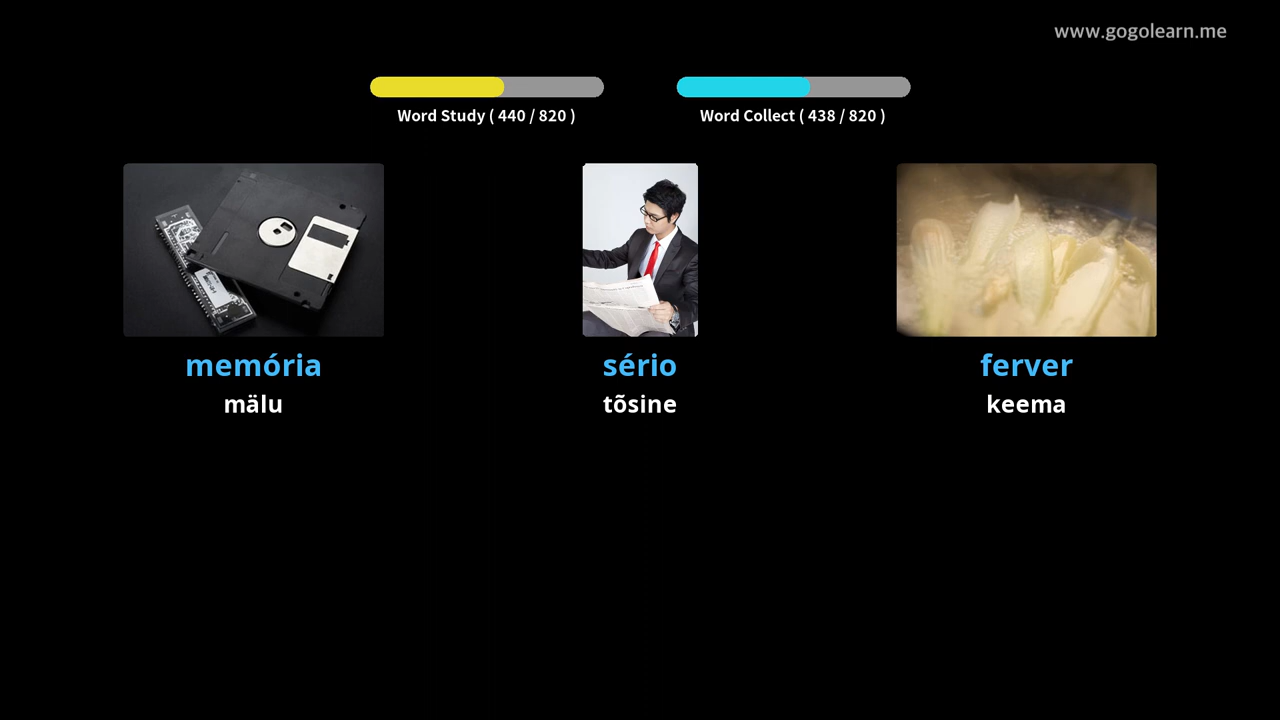 www.gogolearn.me
Word Study ( 440 / 820 )
Word Collect ( 438 / 820 )
memória
mälu
sério
tõsine
ferver
keema